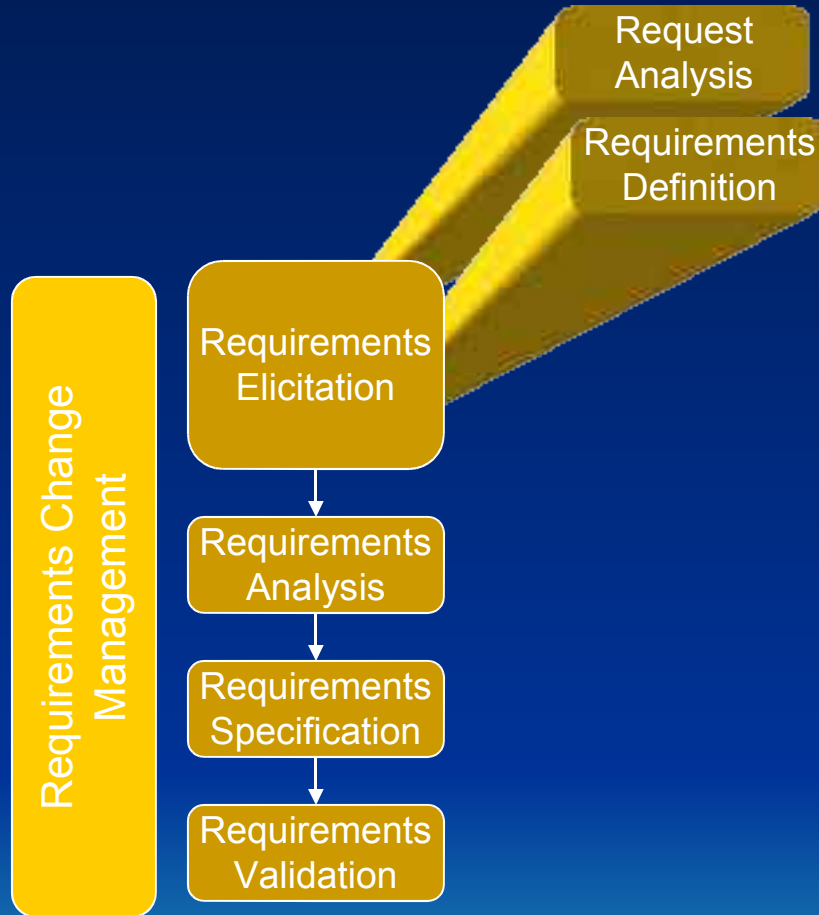 Request
Analysis
Requirements
Definition
Requirements
Elicitation
Requirements Change
Management
Requirements
Analysis
Requirements
Specification
Requirements
Validation